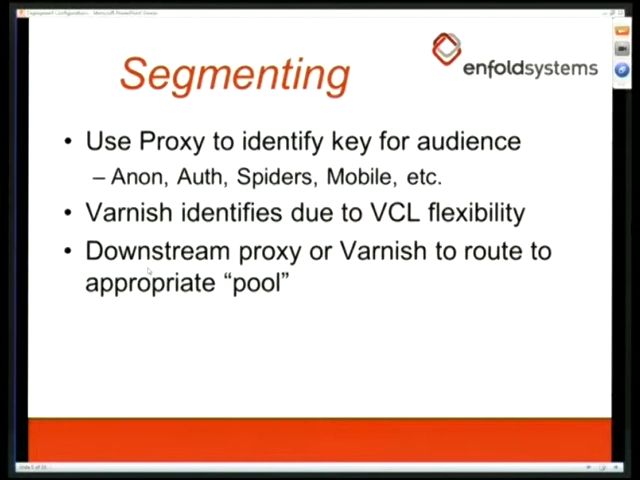 Segmenting
enfoldsystems
• Use Proxy to identify key for audience
– Anon, Auth, Spiders, Mobile, etc.
• Varnish identifies due to VCL flexibility
• Downstream proxy or Varnish to route to
appropriate “pool”